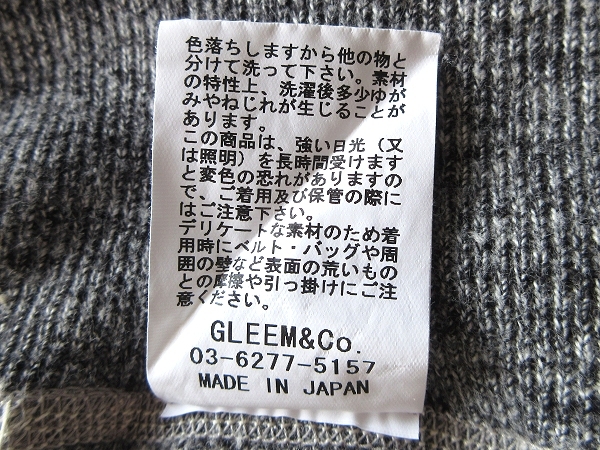 色落ちしますから他の物と
分けて洗って下さい。素材
の特性上、洗濯後多少ゆが
みやねじれが生じることが
あります。
この商品は、強い日光（又
は照明）を長時間受けます
と変色の恐れがありますの
で、ご着用及び保管の際に
はご注意下さい。
デリケートな素材のため着
用時にベルト・バッグや周
囲の壁など表面の荒いもの
との摩擦や引っ掛けにご注
意ください。
GLEEM&Co.
03-6277-5157
MADE IN JAPAN